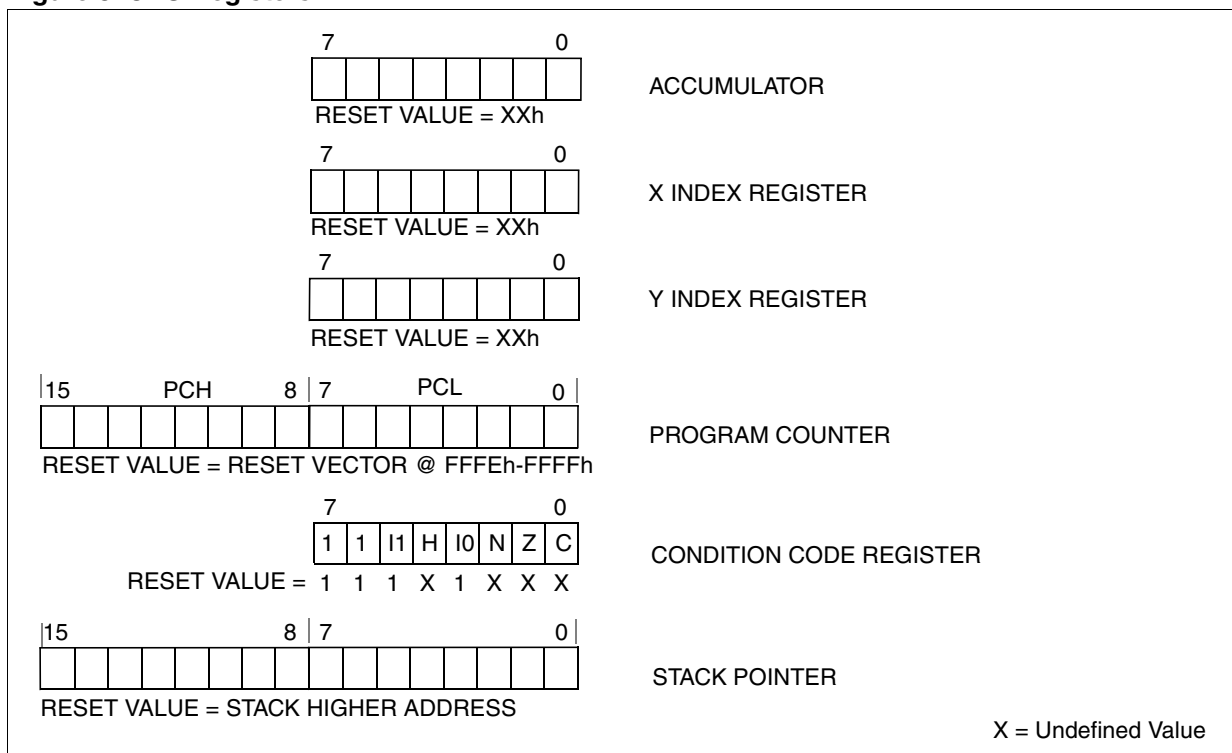 7 0
ACCUMULATOR
RESET VALUE = XXh
7 0
X INDEX REGISTER
RESET VALUE = XXh
7 0
Y INDEX REGISTER
RESET VALUE = XXh
15 PCH 8 7 PCL 0
PROGRAM COUNTER
RESET VALUE = RESET VECTOR @ FFFEh-FFFFh
7 0
1 1 I1 H I0 N Z C
CONDITION CODE REGISTER
RESET VALUE = 1 1 1 X 1 X X X
15 8 7 0
STACK POINTER
RESET VALUE = STACK HIGHER ADDRESS
X = Undefined Value